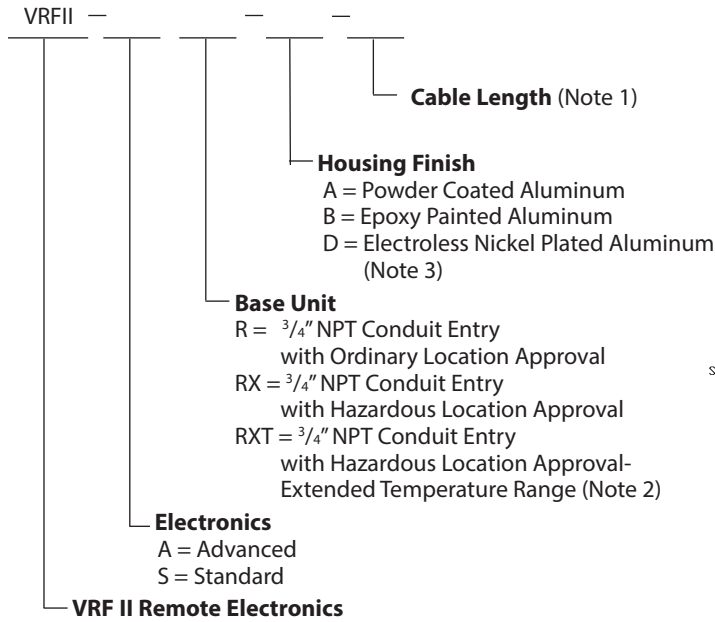 VRFII — — —
Cable Length (Note 1)
Housing Finish
A = Powder Coated Aluminum
B = Epoxy Painted Aluminum
D = Electroless Nickel Plated Aluminum
(Note 3)
Base Unit
R = 3/4" NPT Conduit Entry
with Ordinary Location Approval
s
RX = 3/4" NPT Conduit Entry
with Hazardous Location Approval
RXT = 3/4" NPT Conduit Entry
with Hazardous Location Approval-
Extended Temperature Range (Note 2)
Electronics
A = Advanced
S = Standard
VRF II Remote Electronics